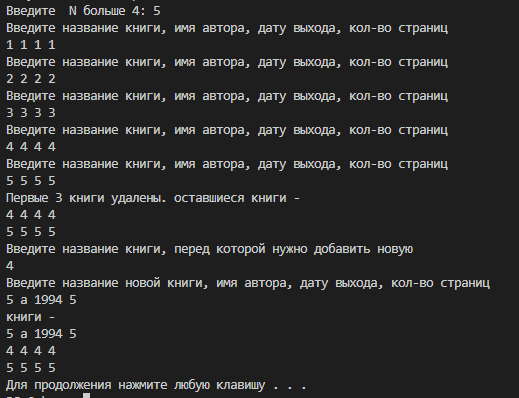 Введите  N больше 4: 5
Введите название книги, имя автора, дату выхода, кол-во страниц
1 1 1 1
Введите название книги, имя автора, дату выхода, кол-во страниц
2 2 2 2
Введите название книги, имя автора, дату выхода, кол-во страниц
3 3 3 3
Введите название книги, имя автора, дату выхода, кол-во страниц
4 4 4 4
Введите название книги, имя автора, дату выхода, кол-во страниц
5 5 5 5
Первые 3 книги удалены. оставшиеся книги -
4 4 4 4
5 5 5 5
Введите название книги, перед которой нужно добавить новую
4
Введите название новой книги, имя автора, дату выхода, кол-во страниц
5 a 1994 5
книги -
5 a 1994 5
4 4 4 4
5 5 5 5
Для продолжения нажмите любую клавишу . . .